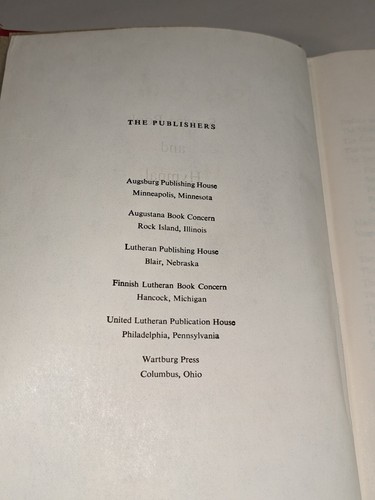 THE PUBLISHERS
Augsburg Publishing House
Minneapolis, Minnesota
Augustana Book Concern
Rock Island, Illinois
Lutheran Publishing House
Blair, Nebraska
Finnish Lutheran Book Concern
Hancock, Michigan
United Lutheran Publication House
Philadelphia, Pennsylvania
Wartburg Press
Columbus, Ohio